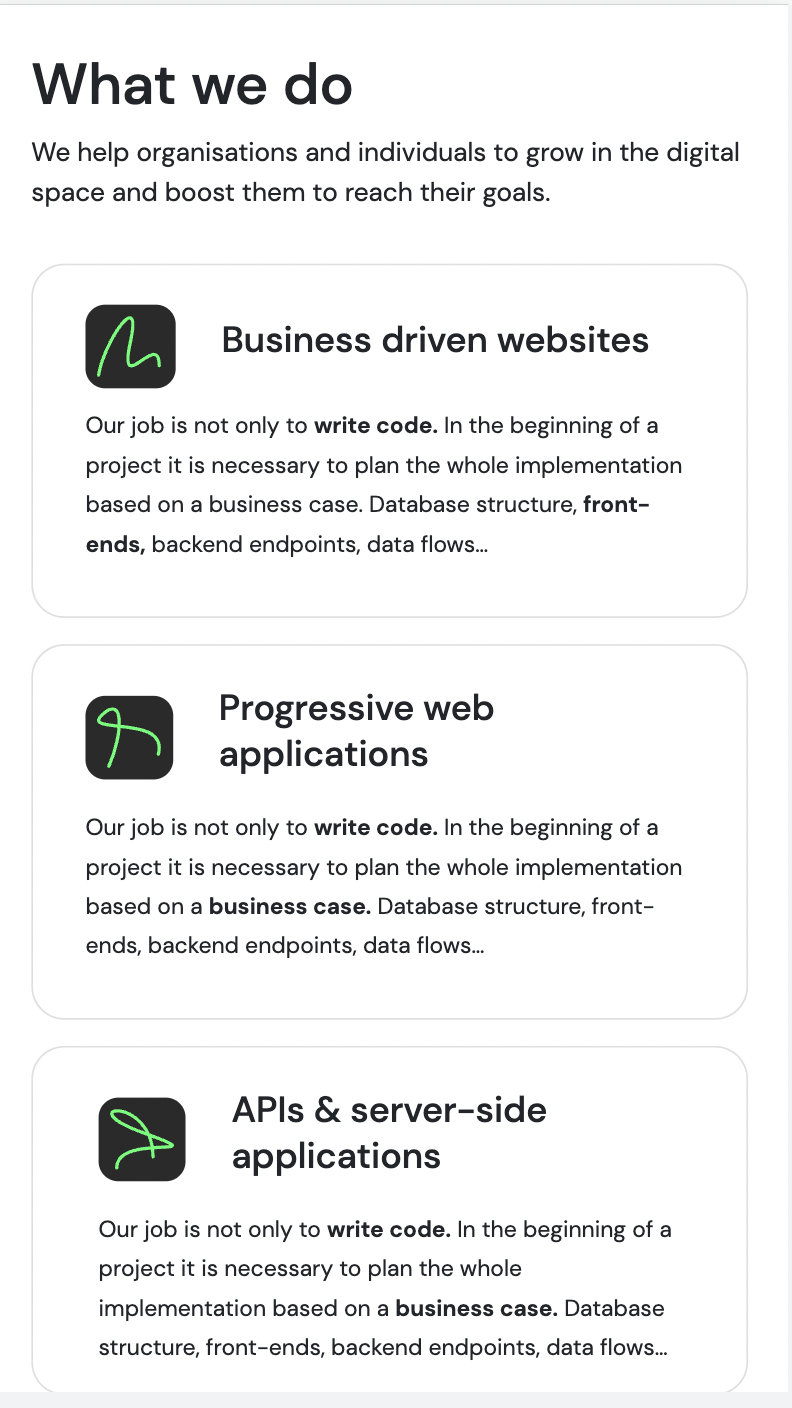 What we do
We help organisations and individuals to grow in the digital
space and boost them to reach their goals.
Business driven websites
Our job is not only to write code. In the beginning of a
project it is necessary to plan the whole implementation
based on a business case. Database structure, front-
ends, backend endpoints, data flows...
Progressive web
applications
Our job is not only to write code. In the beginning of a
project it is necessary to plan the whole implementation
based on a business case. Database structure, front-
ends, backend endpoints, data flows...
APIs & server-side
applications
Our job is not only to write code. In the beginning of a
project it is necessary to plan the whole
implementation based on a business case. Database
structure, front-ends, backend endpoints, data flows...